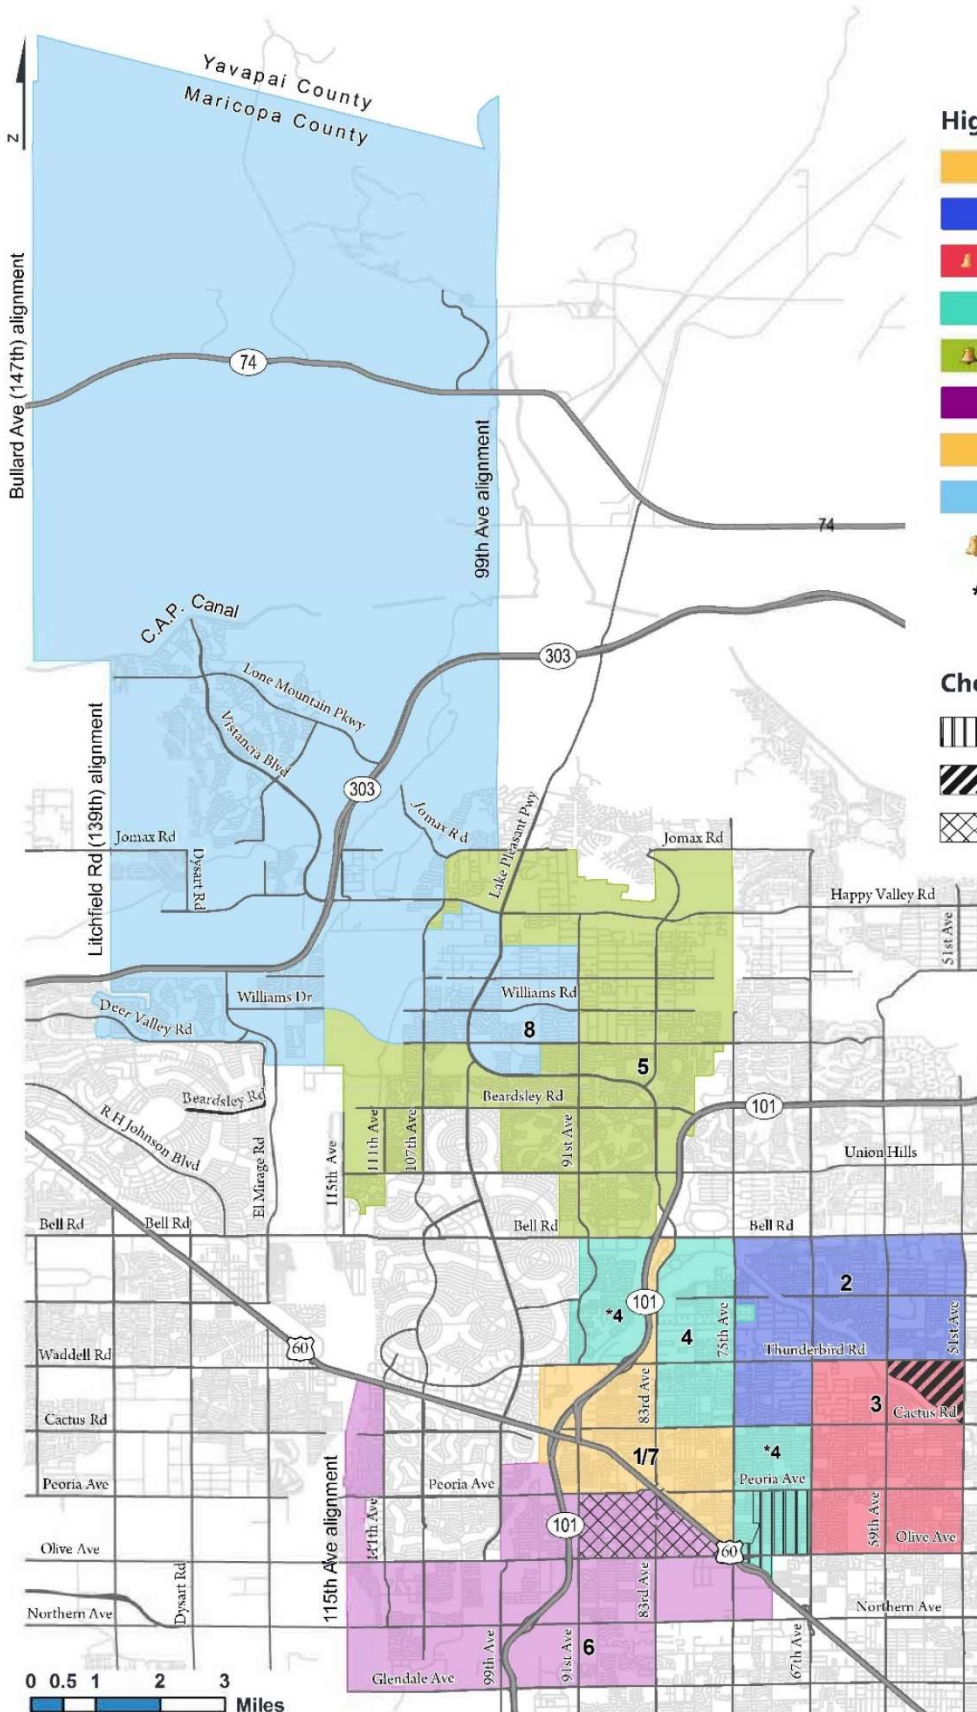 Yavapai County
Maricopa County
Hig
N
Bullard Ave (147th) alignment
74
99th Ave alignment
74
C.A.P. Canal
303
Lone Mountain Pkwy
Vistancia Blvd
Cho
303
Litchfield Rd (139th) alignment
Jomax Rd
Lake Pleasant Pwy
Jomax Rd
Jomax Rd
Dysart Rd
Happy Valley Rd
51st Ave
Williams Dr
Williams Rd
Deer Valley Rd
8
5
Beardsley Rd
Beardsley Rd
101
R H Johnson Blvd
El Mirage Rd
115th Ave
111th Ave
107th Ave
91st Ave
Union Hills
Bell Rd
Bell Rd
Bell Rd
Bell Rd
2
101
*4
4
75th Ave
51st Ave
60
Waddell Rd
Thunderbird Rd
83rd Ave
3
Cactus Rd
Cactus Rd
1/7
*4
Peoria Ave
Peoria Ave
Peoria Ave
115th Ave alignment
111th Ave
101
59th Ave
Olive Ave
Olive Ave
60
Dysart Rd
83rd Ave
Northern Ave
Northern Ave
99th Ave
91st Ave
6
67th Ave
Glendale Ave
0 0.5 1 2 3
Miles